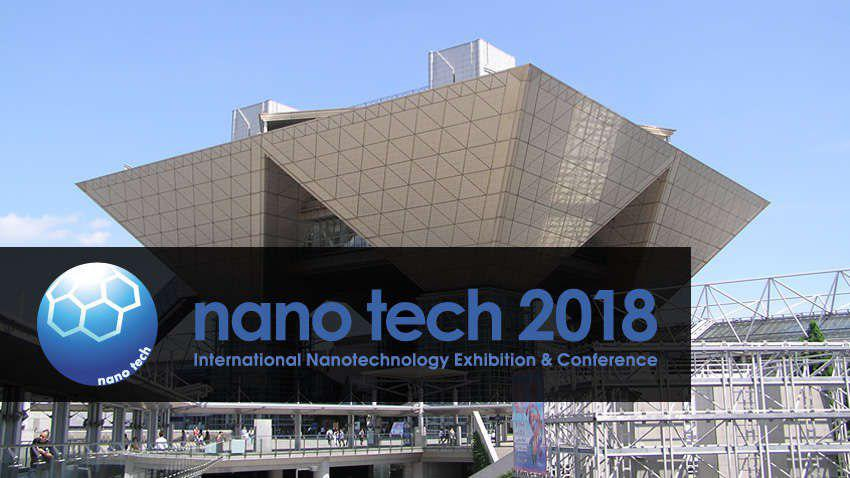 nano tech 2018
International Nanotechnology Exhibition & Conference
nano tech